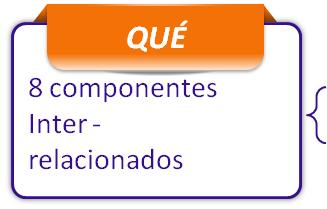 QUÉ
8 componentes
Inter -
relacionados